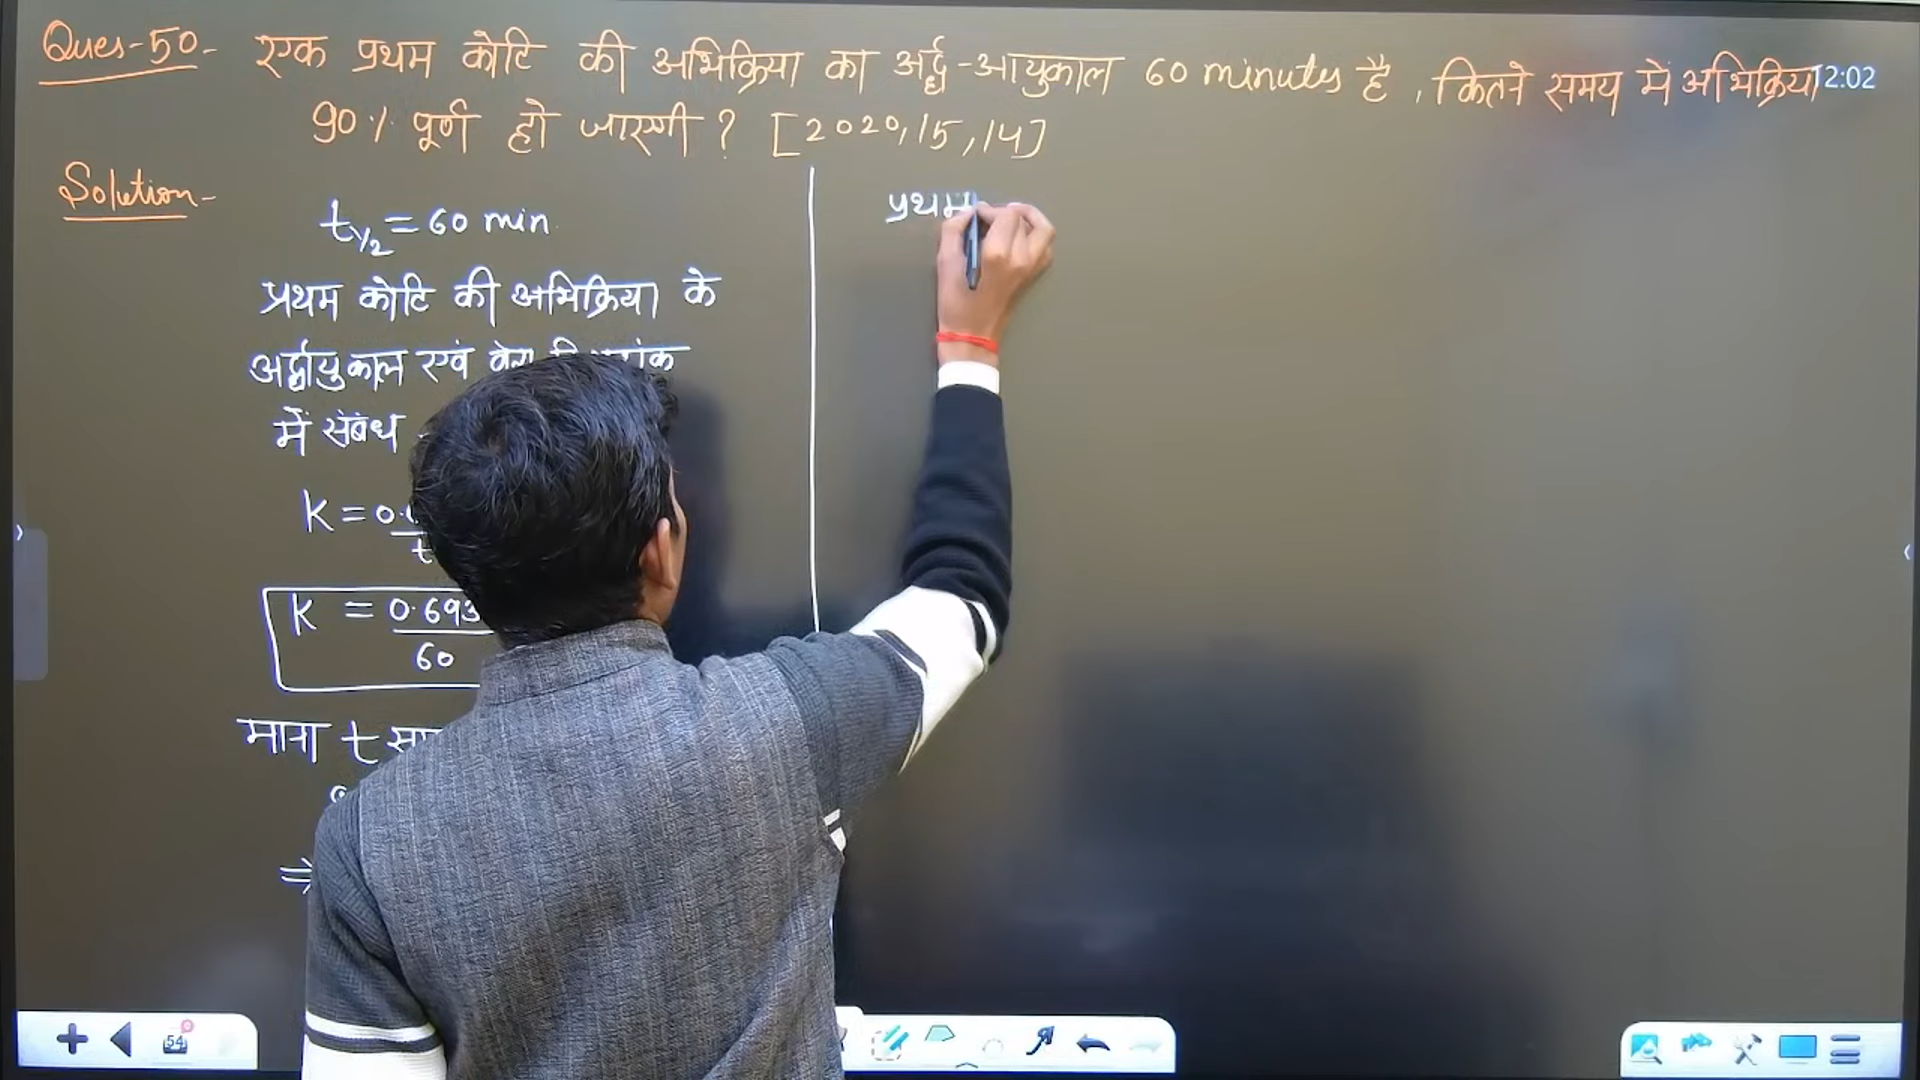 Ques-50- एक प्रथम कोटि की अभिक्रिया का अर्द्ध-आयुकाल 60 minutes है, कितने समय में अभिक्रिया
12:02
90% पूर्ण हो जाएगी? [2020,15,14]
Solution-
t1/2 = 60 min
प्रथम कोटि की अभिक्रिया के
अर्द्धायुकाल एवं
में संबंध -
K = 0.
t
K = 0.693
60
माना t
⇒
प्रथम
54